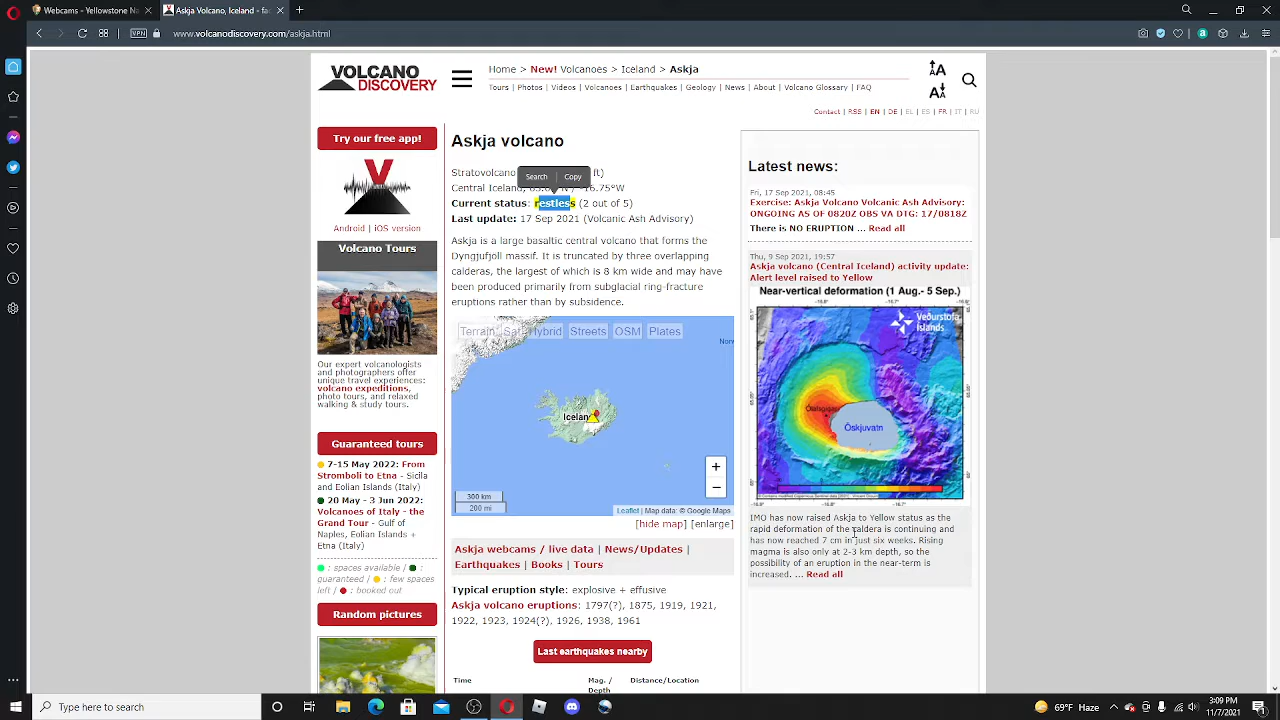 Webcams - Yellowstone Na
Askja Volcano, Iceland - fac
VPN
www.volcanodiscovery.com/askja.html
VOLCANO
DISCOVERY
Home > New! Volcanoes > Iceland > Askja
Tours | Photos | Videos | Volcanoes | Earthquakes | Geology | News | About | Volcano Glossary | FAQ
Contact | RSS | EN | DE | EL | ES | FR | IT | RU
Try our free app!
Android | iOS version
Volcano Tours
Our expert volcanologists
and photographers offer
unique travel experiences:
volcano expeditions,
photo tours, and relaxed
walking & study tours.
Guaranteed tours
7-15 May 2022: From
Stromboli to Etna - Sicila
and Eolian Islands (Italy)
20 May - 3 Jun 2022:
Volcanoes of Italy - the
Grand Tour - Gulf of
Naples, Eolian Islands +
Etna (Italy)
: spaces available / :
guaranteed / : few spaces
left / : booked out
Random pictures
Askja volcano
Search Copy
Stratovolc ft)
Central Iceland, -16.75°W
Current status: restless (2 out of 5)
Last update: 17 Sep 2021 (Volcanic Ash Advisory)
Askja is a large basaltic central volcano that forms the
Dyngjufjoll massif. It is truncated by three overlapping
calderas, the largest of which is 8 km wide and may have
been produced primarily from subglacial ring-fracture
eruptions rather than by subsidence.
Terrain Hybrid Streets OSM Plates
Nor
Icelan
+
−
300 km
200 mi
Leaflet | Map data: © Google Maps
[hide map] [enlarge]
Askja webcams / live data | News/Updates |
Earthquakes | Books | Tours
Typical eruption style: explosive + effusive
Askja volcano eruptions: 1797(?), 1875, 1919, 1921,
1922, 1923, 1924(?), 1926, 1938, 1961
Last earthquakes nearby
Time Mag. / Depth Distance/Location
Latest news:
Fri, 17 Sep 2021, 08:45
Exercise: Askja Volcano Volcanic Ash Advisory:
ONGOING AS OF 0820Z OBS VA DTG: 17/0818Z
There is NO ERUPTION ... Read all
Thu, 9 Sep 2021, 19:57
Askja volcano (Central Iceland) activity update:
Alert level raised to Yellow
Near-vertical deformation (1 Aug.- 5 Sep.)
Veðurstofa
Íslands
Öskjuvatn
IMO has now raised Askja to Yellow status as the
rapid deformation of the caldera is continuing and
has now reached 7 cm in just six weeks. Rising
magma is also only at 2-3 km depth, so the
possibility of an eruption in the near-term is
increased. ... Read all
Type here to search
69°F Haze
3:09 PM
11/7/2021